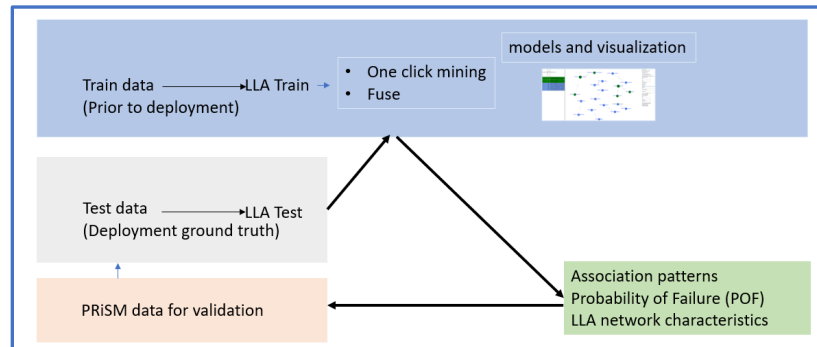 models and visualization
• One click mining
• Fuse
Train data LLA Train
(Prior to deployment)
Test data LLA Test
(Deployment ground truth)
PRiSM data for validation
Association patterns
Probability of Failure (POF)
LLA network characteristics